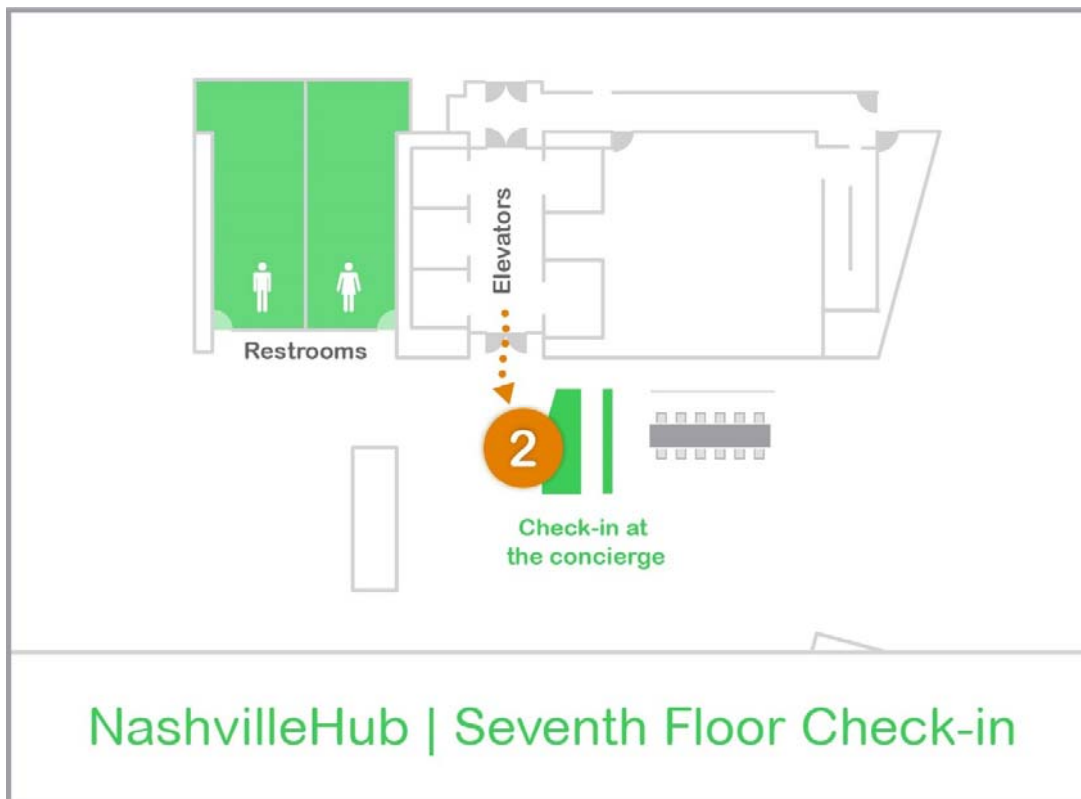 Elevators
Restrooms
2
Check-in at
the concierge
NashvilleHub | Seventh Floor Check-in